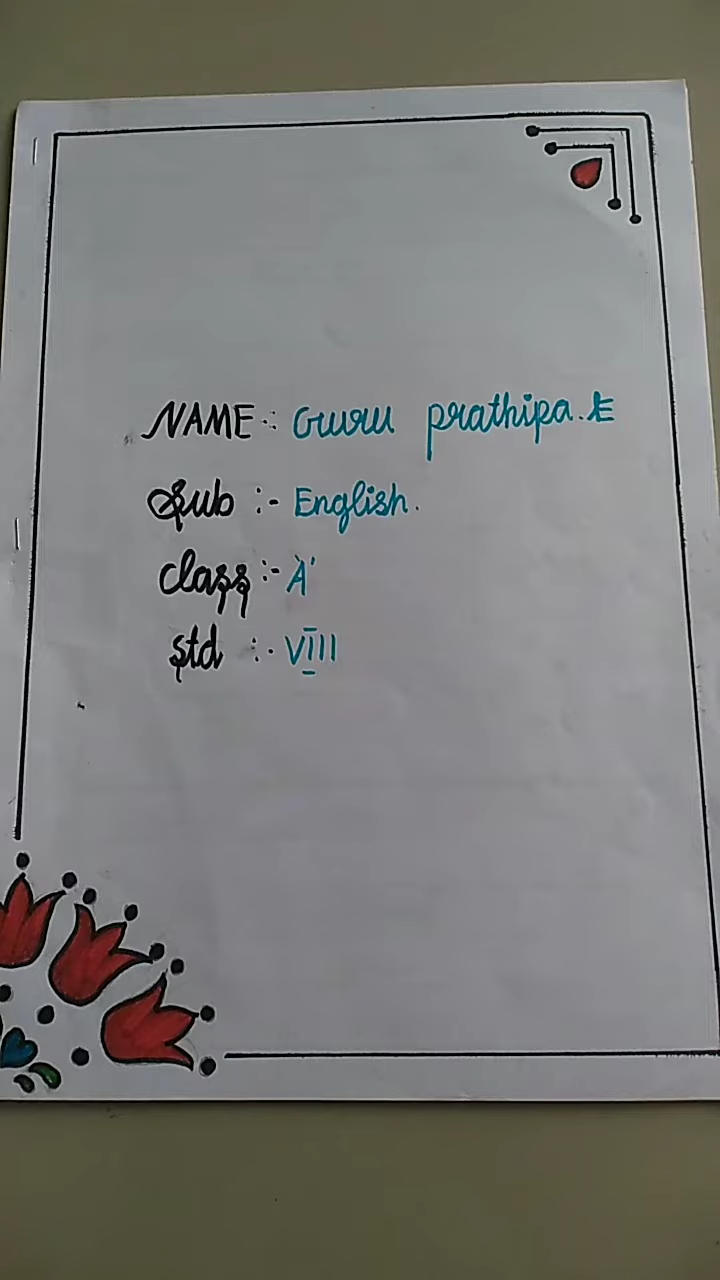 NAME :- Guru prathipa.E
Sub :- English.
class :- 'A'
std :- VIII